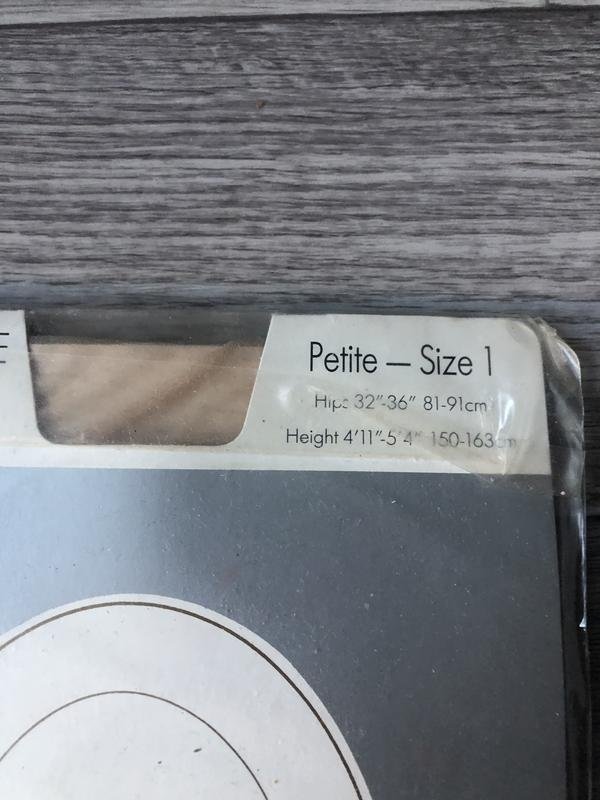 Petite — Size 1
Hips 32"-36" 81-91cm
Height 4'11"-5'4" 150-163cm